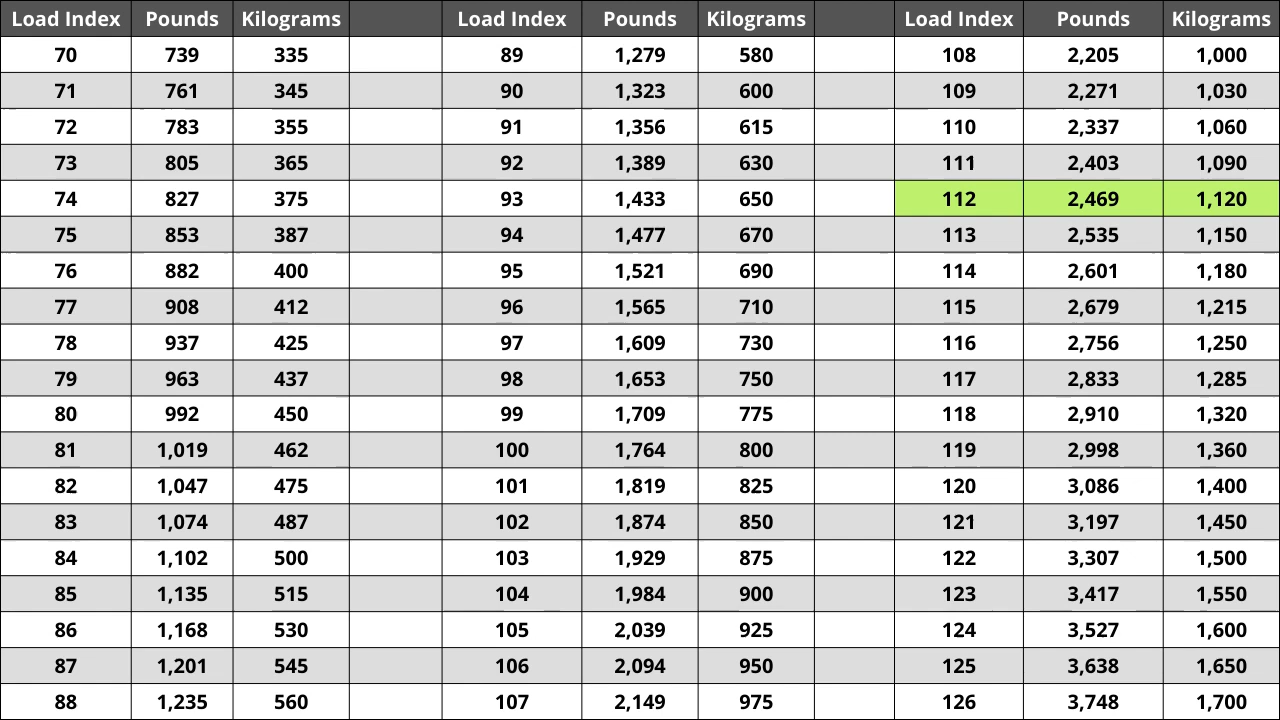 Load Index Pounds Kilograms Load Index Pounds Kilograms Load Index Pounds Kilograms
70 739 335 89 1,279 580 108 2,205 1,000
71 761 345 90 1,323 600 109 2,271 1,030
72 783 355 91 1,356 615 110 2,337 1,060
73 805 365 92 1,389 630 111 2,403 1,090
74 827 375 93 1,433 650 112 2,469 1,120
75 853 387 94 1,477 670 113 2,535 1,150
76 882 400 95 1,521 690 114 2,601 1,180
77 908 412 96 1,565 710 115 2,679 1,215
78 937 425 97 1,609 730 116 2,756 1,250
79 963 437 98 1,653 750 117 2,833 1,285
80 992 450 99 1,709 775 118 2,910 1,320
81 1,019 462 100 1,764 800 119 2,998 1,360
82 1,047 475 101 1,819 825 120 3,086 1,400
83 1,074 487 102 1,874 850 121 3,197 1,450
84 1,102 500 103 1,929 875 122 3,307 1,500
85 1,135 515 104 1,984 900 123 3,417 1,550
86 1,168 530 105 2,039 925 124 3,527 1,600
87 1,201 545 106 2,094 950 125 3,638 1,650
88 1,235 560 107 2,149 975 126 3,748 1,700